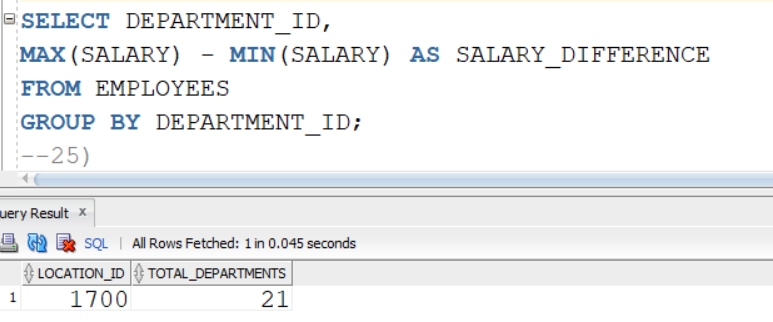 SELECT DEPARTMENT_ID,
MAX(SALARY) - MIN(SALARY) AS SALARY_DIFFERENCE
FROM EMPLOYEES
GROUP BY DEPARTMENT_ID;
--25)
uery Result x
SQL | All Rows Fetched: 1 in 0.045 seconds
LOCATION_ID TOTAL_DEPARTMENTS
1 1700 21